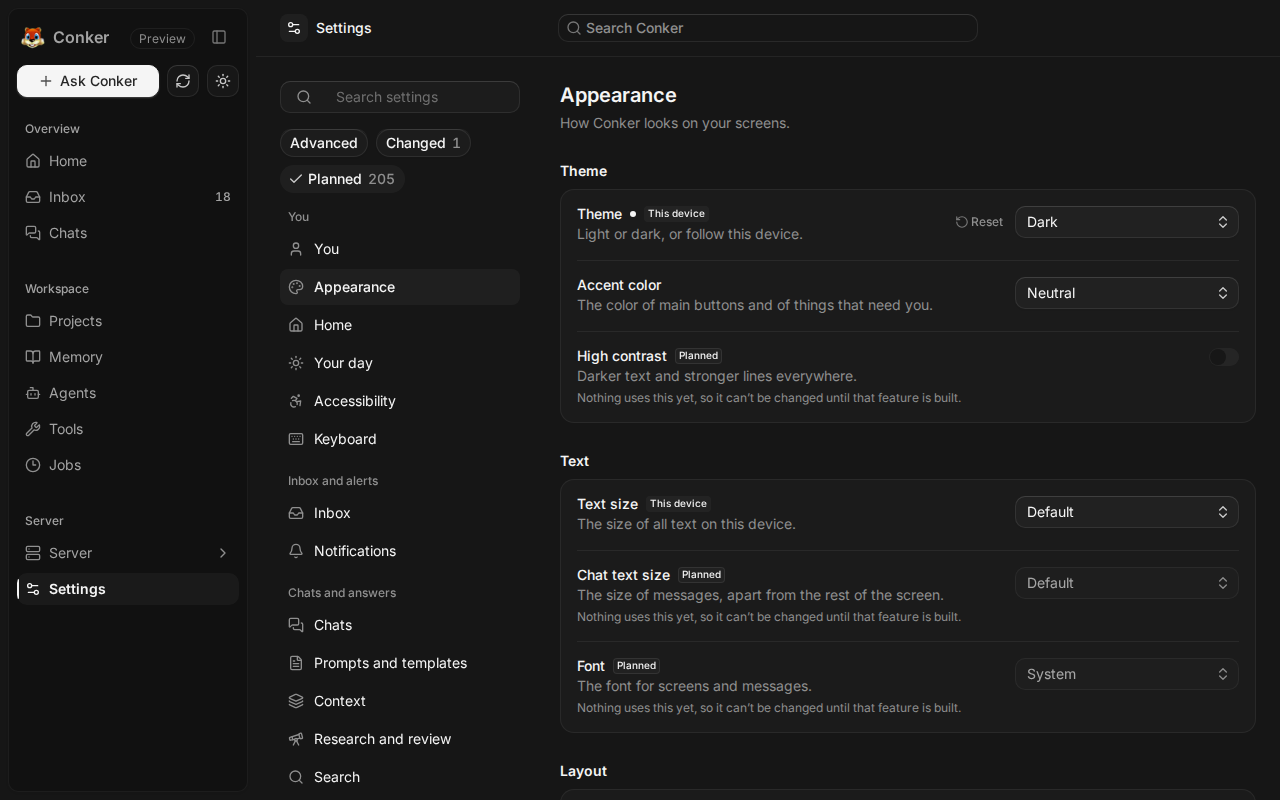 Conker
Preview
Ask Conker
Overview
Home
Inbox 18
Chats
Workspace
Projects
Memory
Agents
Tools
Jobs
Server
Server
Settings
Settings
Search Conker
Search settings
Advanced
Changed 1
Planned 205
You
You
Appearance
Home
Your day
Accessibility
Keyboard
Inbox and alerts
Inbox
Notifications
Chats and answers
Chats
Prompts and templates
Context
Research and review
Search
Appearance
How Conker looks on your screens.
Theme
Theme This device
Light or dark, or follow this device.
Reset
Dark
Accent color
The color of main buttons and of things that need you.
Neutral
High contrast Planned
Darker text and stronger lines everywhere.
Nothing uses this yet, so it can’t be changed until that feature is built.
Text
Text size This device
The size of all text on this device.
Default
Chat text size Planned
The size of messages, apart from the rest of the screen.
Nothing uses this yet, so it can’t be changed until that feature is built.
Default
Font Planned
The font for screens and messages.
Nothing uses this yet, so it can’t be changed until that feature is built.
System
Layout